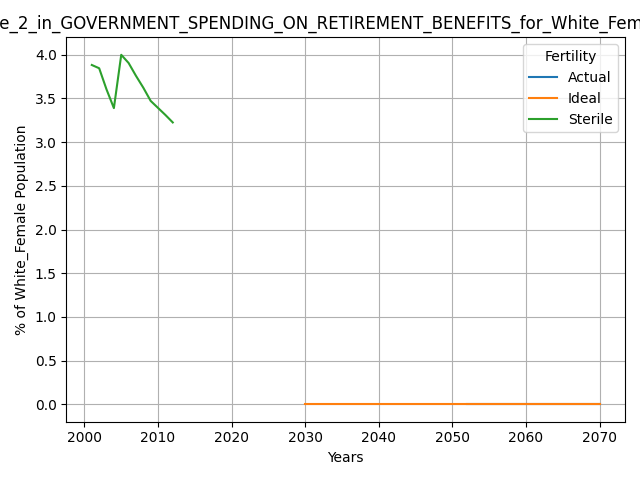 e_2_in_GOVERNMENT_SPENDING_ON_RETIREMENT_BENEFITS_for_White_Fem
Fertility
Actual
Ideal
Sterile
% of White_Female Population
4.0
3.5
3.0
2.5
2.0
1.5
1.0
0.5
0.0
2000 2010 2020 2030 2040 2050 2060 2070
Years